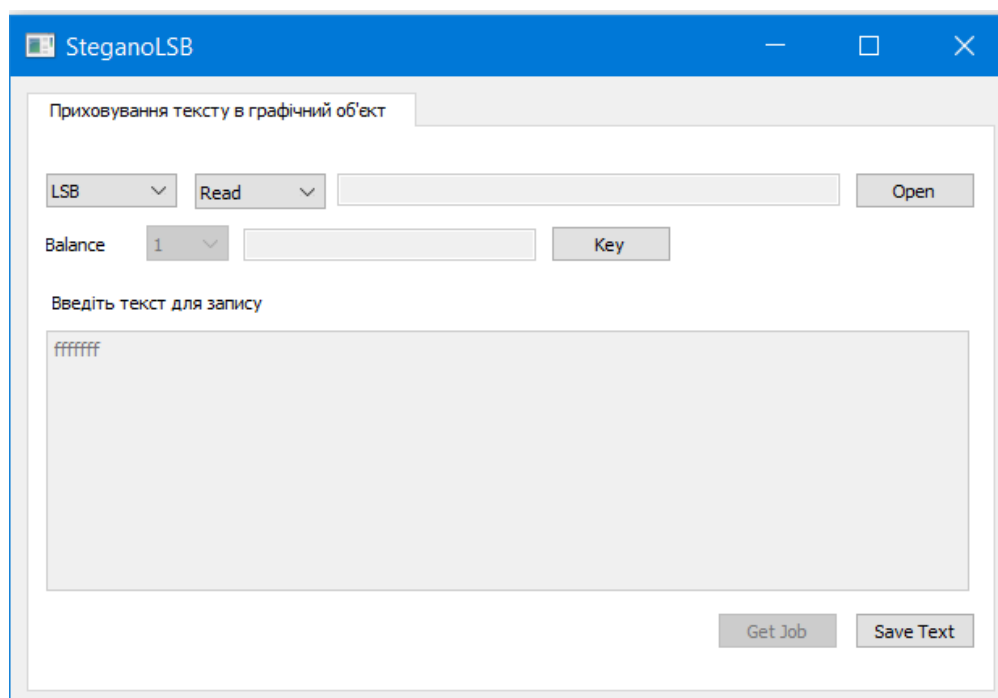 SteganoLSB
Приховування тексту в графічний об'єкт
LSB Read Open
Balance 1 Key
Введіть текст для запису
fffffff
Get Job Save Text